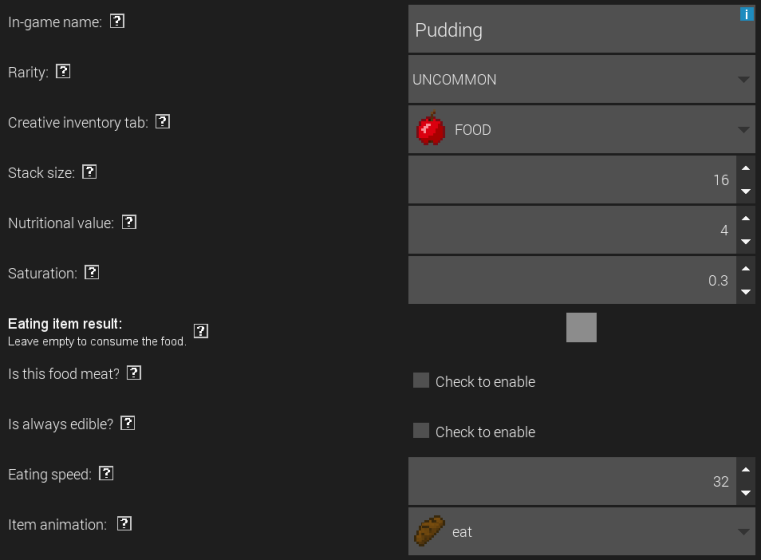 In-game name: ?
Pudding
i
Rarity: ?
UNCOMMON
Creative inventory tab: ?
FOOD
Stack size: ?
16
Nutritional value: ?
4
Saturation: ?
0.3
Eating item result:
Leave empty to consume the food. ?
Is this food meat? ?
Check to enable
Is always edible? ?
Check to enable
Eating speed: ?
32
Item animation: ?
eat